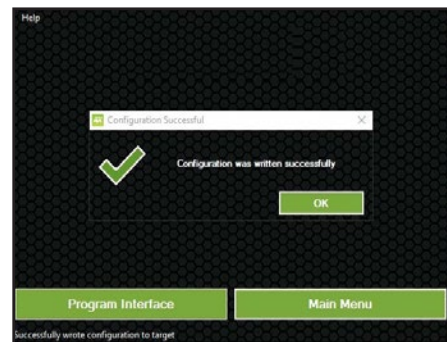 Help
Configuration Successful
Configuration was written successfully
OK
Program Interface
Main Menu
Successfully wrote configuration to target